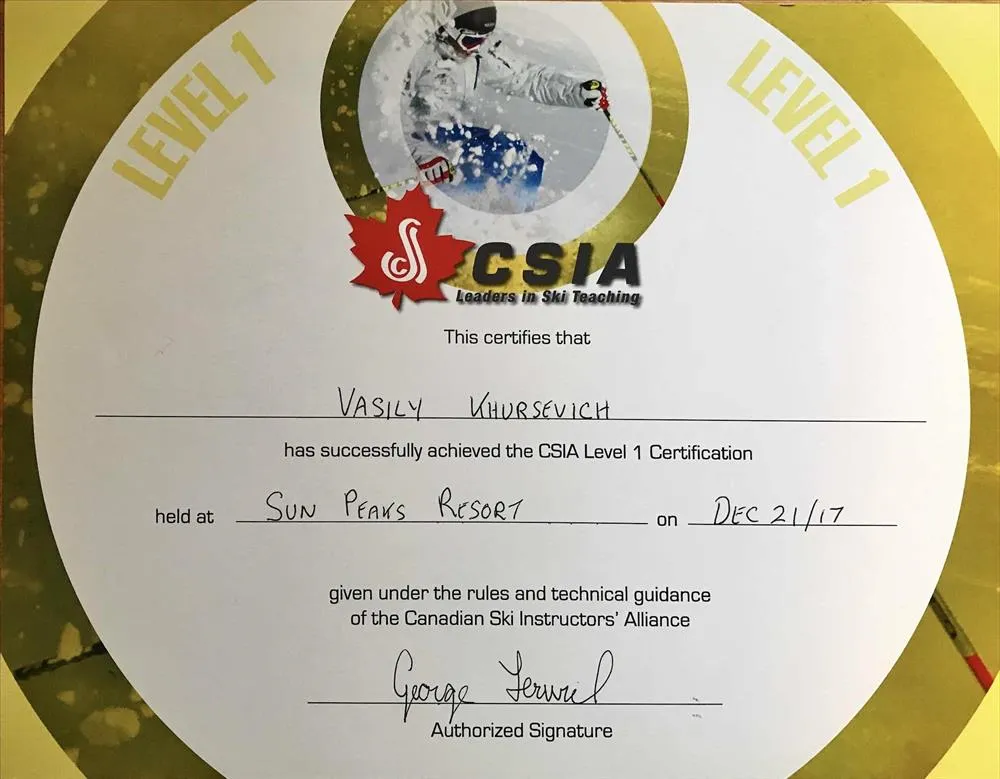 LEVEL 1
LEVEL 1
CSIA
Leaders in Ski Teaching
This certifies that
VASILY KHURSEVICH
has successfully achieved the CSIA Level 1 Certification
held at SUN PEAKS RESORT on DEC 21/17
given under the rules and technical guidance
of the Canadian Ski Instructors' Alliance
George
Authorized Signature